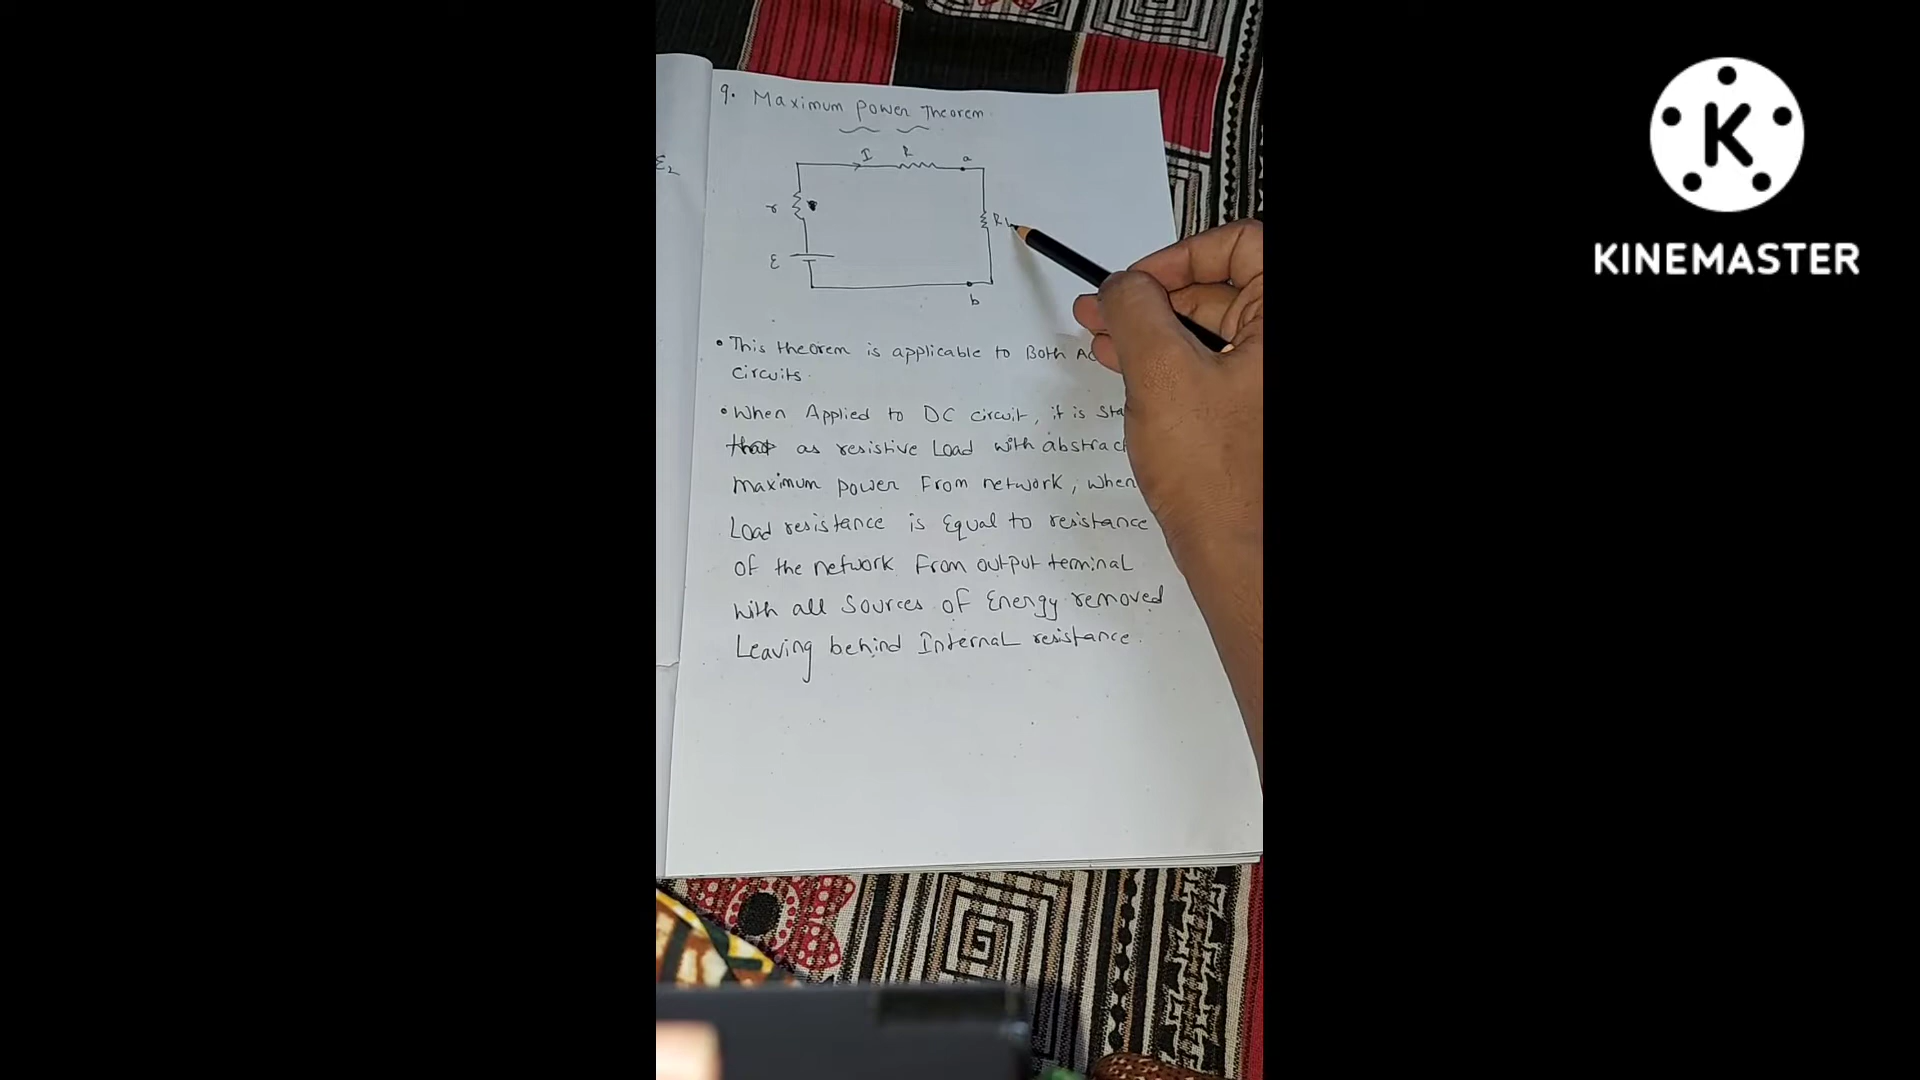 ε2
9. Maximum Power Theorem
I R a
r
RL
ε
b
• This theorem is applicable to Both AC
circuits.
• When Applied to DC circuit, it is Sta
that as resistive Load with abstract
maximum power From network, when
Load resistance is Equal to resistance
of the network From output terminal
with all Sources of Energy removed
Leaving behind Internal resistance.
K
KINEMASTER